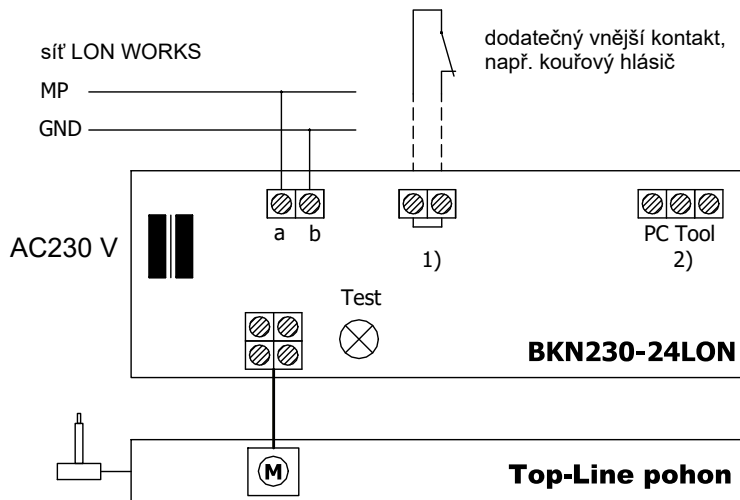 síť LON WORKS
dodatečný vnější kontakt,
např. kouřový hlásič
MP
GND
AC230 V
a b
1)
PC Tool
2)
Test
BKN230-24LON
M
Top-Line pohon